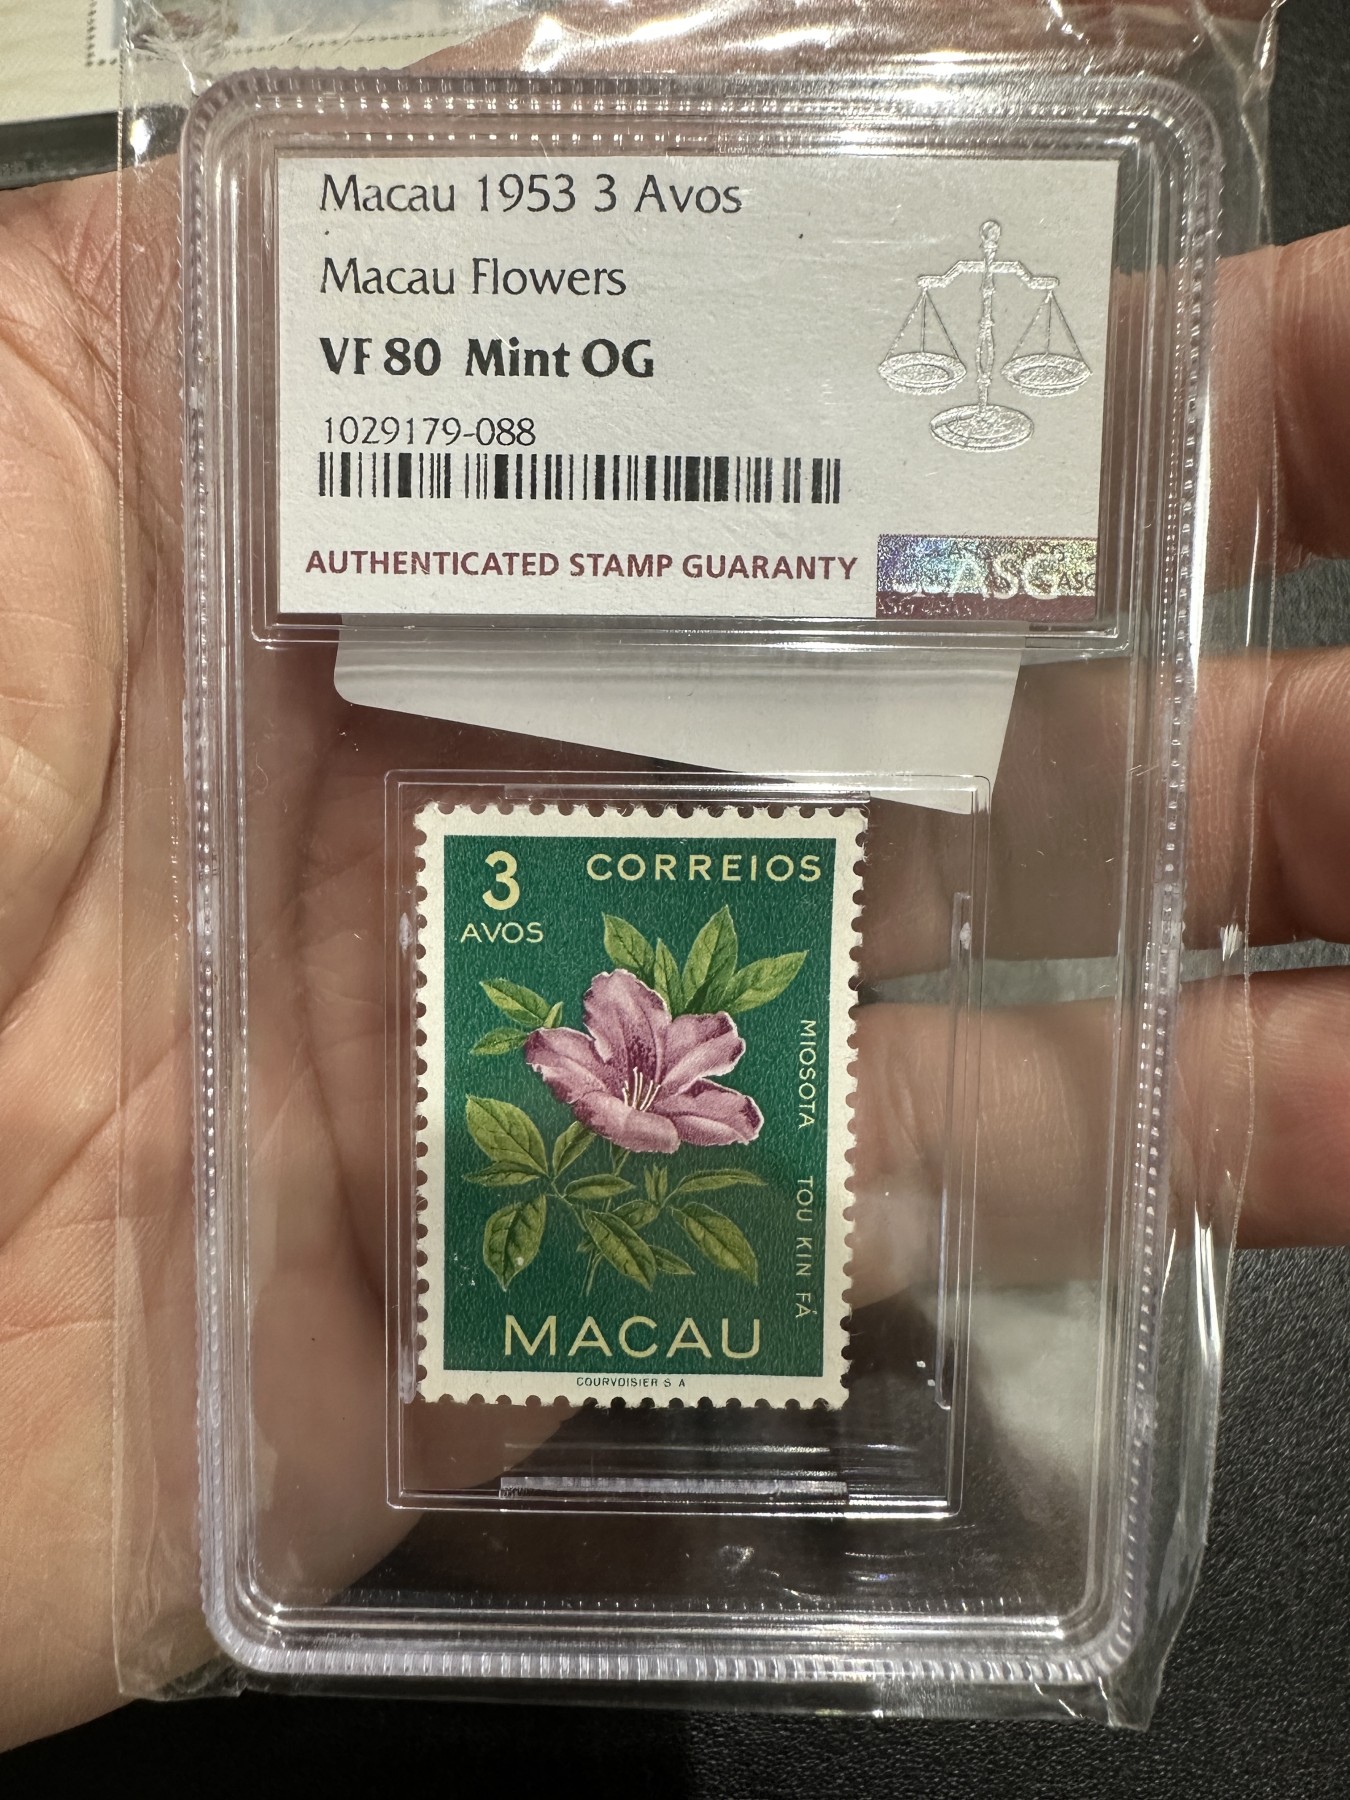 Macau 1953 3 Avos
Macau Flowers
VF 80 Mint OG
1029179-088
AUTHENTICATED STAMP GUARANTY
ASG
3 CORREIOS
AVOS
MIOSOTA TOU KIN FÁ
MACAU
COURVOISIER S A